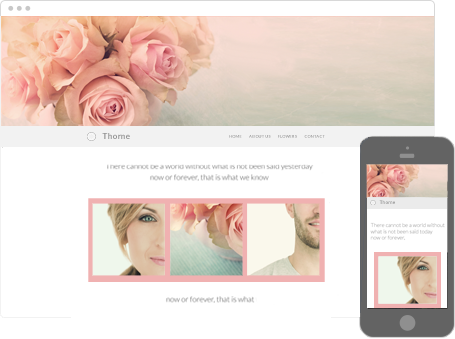 Thorne
HOME ABOUT US FLOWERS CONTACT
There cannot be a world without what is not been said yesterday
now or forever, that is what we know
now or forever, that is what
Thorne
There cannot be a world without
what is not been said today
now or forever.